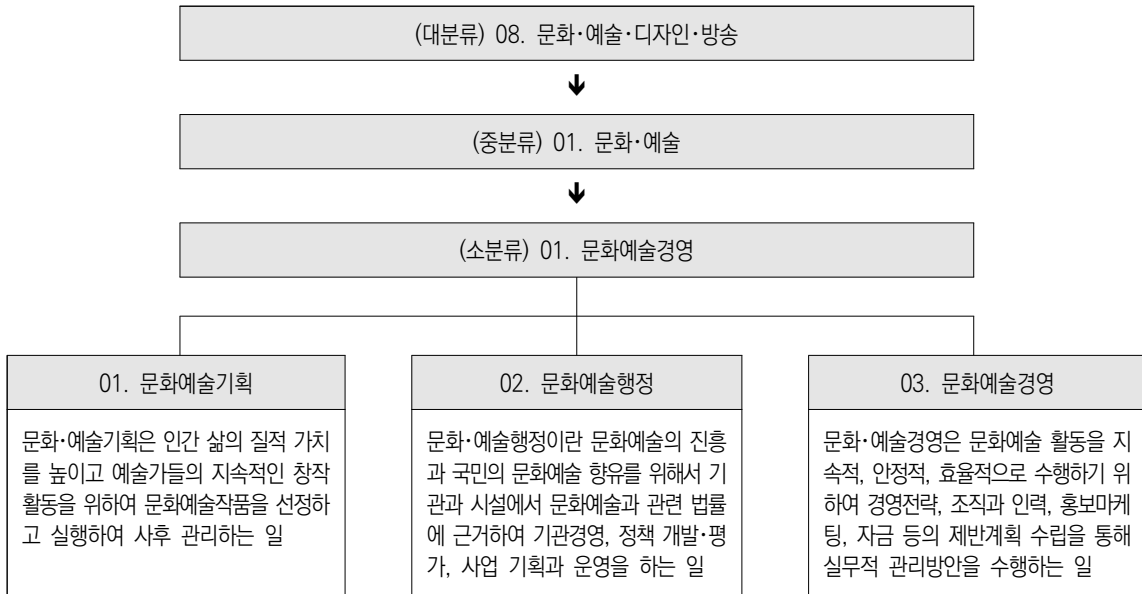 (대분류) 08. 문화·예술·디자인·방송
(중분류) 01. 문화·예술
(소분류) 01. 문화예술경영
01. 문화예술기획
문화·예술기획은 인간 삶의 질적 가치
를 높이고 예술가들의 지속적인 창작
활동을 위하여 문화예술작품을 선정하
고 실행하여 사후 관리하는 일
02. 문화예술행정
문화·예술행정이란 문화예술의 진흥
과 국민의 문화예술 향유를 위해서 기
관과 시설에서 문화예술과 관련 법률
에 근거하여 기관경영, 정책 개발·평
가, 사업 기획과 운영을 하는 일
03. 문화예술경영
문화·예술경영은 문화예술 활동을 지
속적, 안정적, 효율적으로 수행하기 위
하여 경영전략, 조직과 인력, 홍보마케
팅, 자금 등의 제반계획 수립을 통해
실무적 관리방안을 수행하는 일